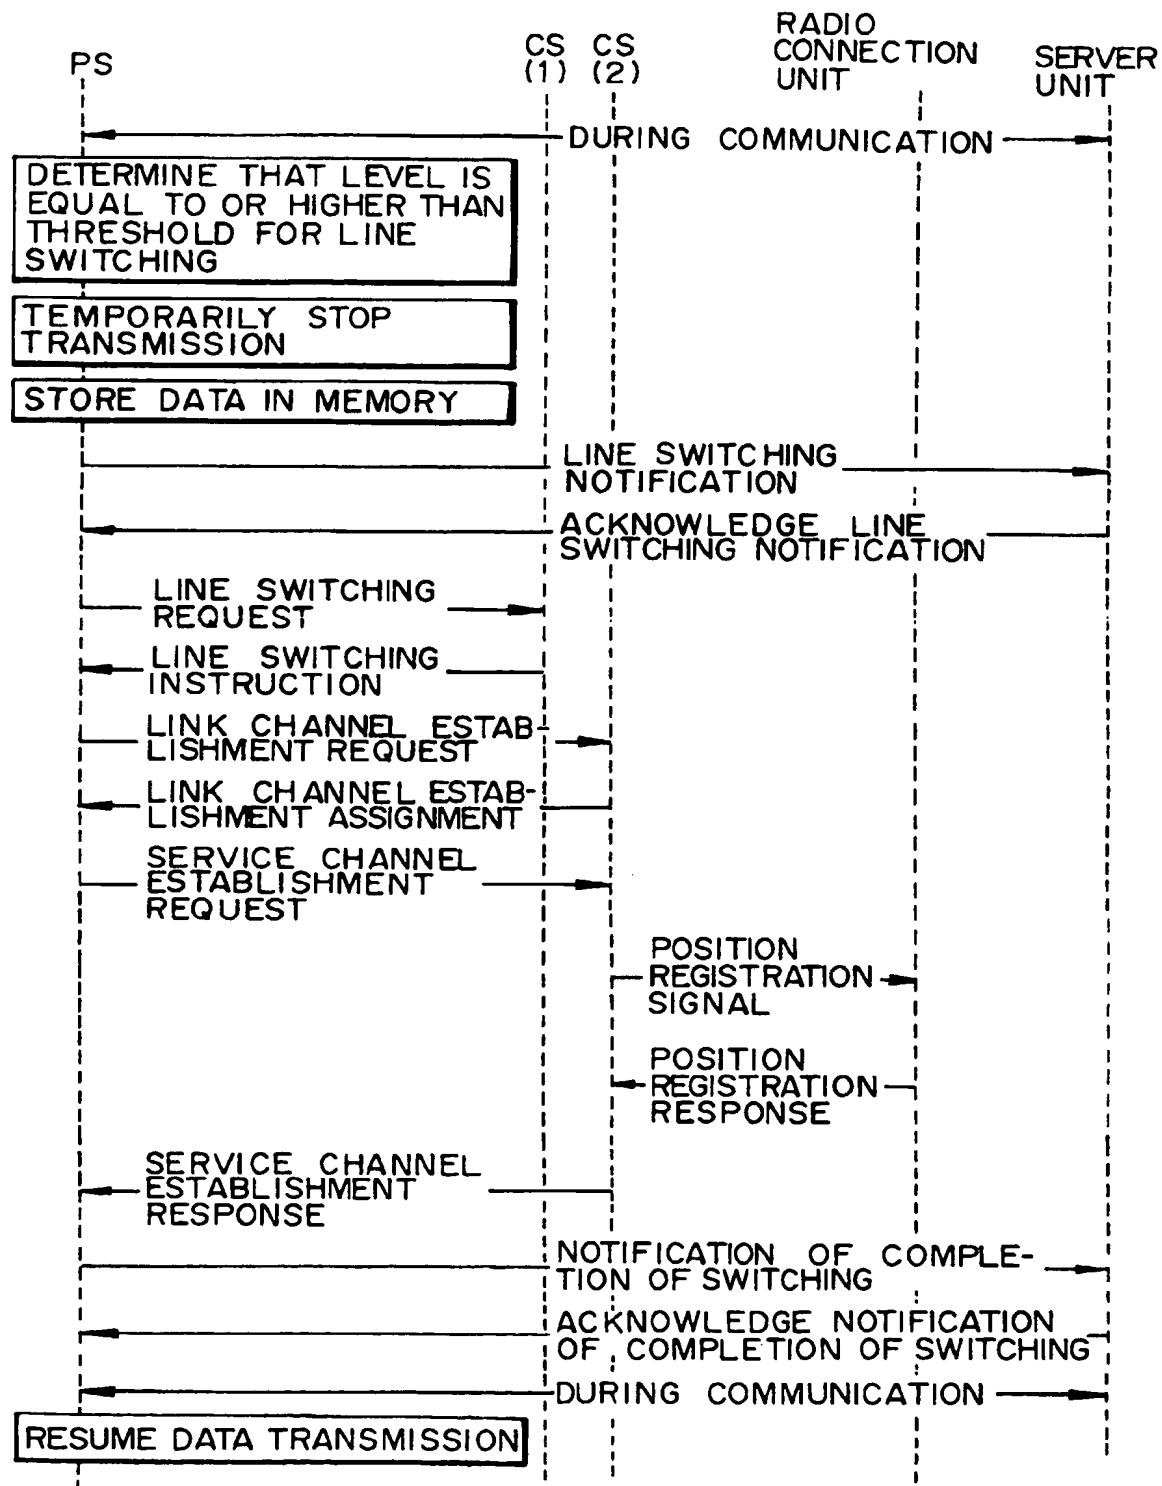 PS
CS
(1)
CS
(2)
RADIO
CONNECTION
UNIT
SERVER
UNIT
DURING COMMUNICATION
DETERMINE THAT LEVEL IS
EQUAL TO OR HIGHER THAN
THRESHOLD FOR LINE
SWITCHING
TEMPORARILY STOP
TRANSMISSION
STORE DATA IN MEMORY
LINE SWITCHING
NOTIFICATION
ACKNOWLEDGE LINE
SWITCHING NOTIFICATION
LINE SWITCHING
REQUEST
LINE SWITCHING
INSTRUCTION
LINK CHANNEL ESTAB-
LISHMENT REQUEST
LINK CHANNEL ESTAB-
LISHMENT ASSIGNMENT
SERVICE CHANNEL
ESTABLISHMENT
REQUEST
POSITION
REGISTRATION
SIGNAL
POSITION
REGISTRATION
RESPONSE
SERVICE CHANNEL
ESTABLISHMENT
RESPONSE
NOTIFICATION OF COMPLE-
TION OF SWITCHING
ACKNOWLEDGE NOTIFICATION
OF COMPLETION OF SWITCHING
DURING COMMUNICATION
RESUME DATA TRANSMISSION